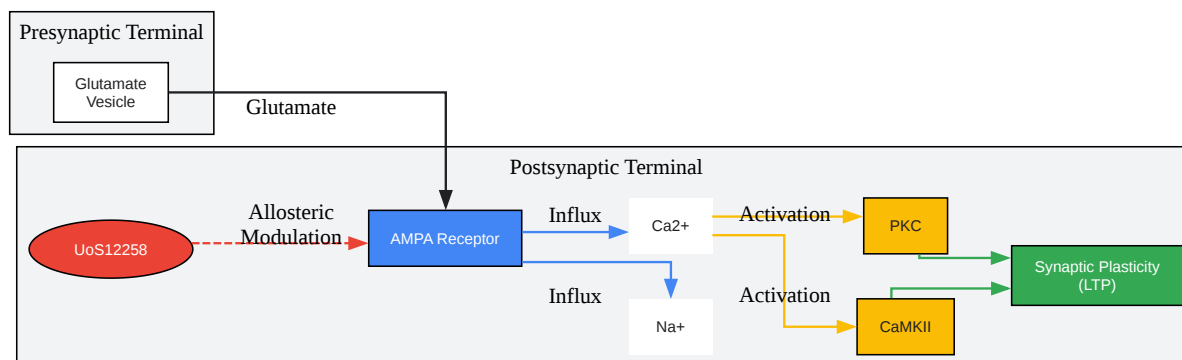 Presynaptic Terminal
Glutamate
Vesicle
Glutamate
Postsynaptic Terminal
UoS12258
Allosteric
Modulation
AMPA Receptor
Influx
Ca2+
Activation
PKC
Influx
Na+
Activation
CaMKII
Synaptic Plasticity
(LTP)